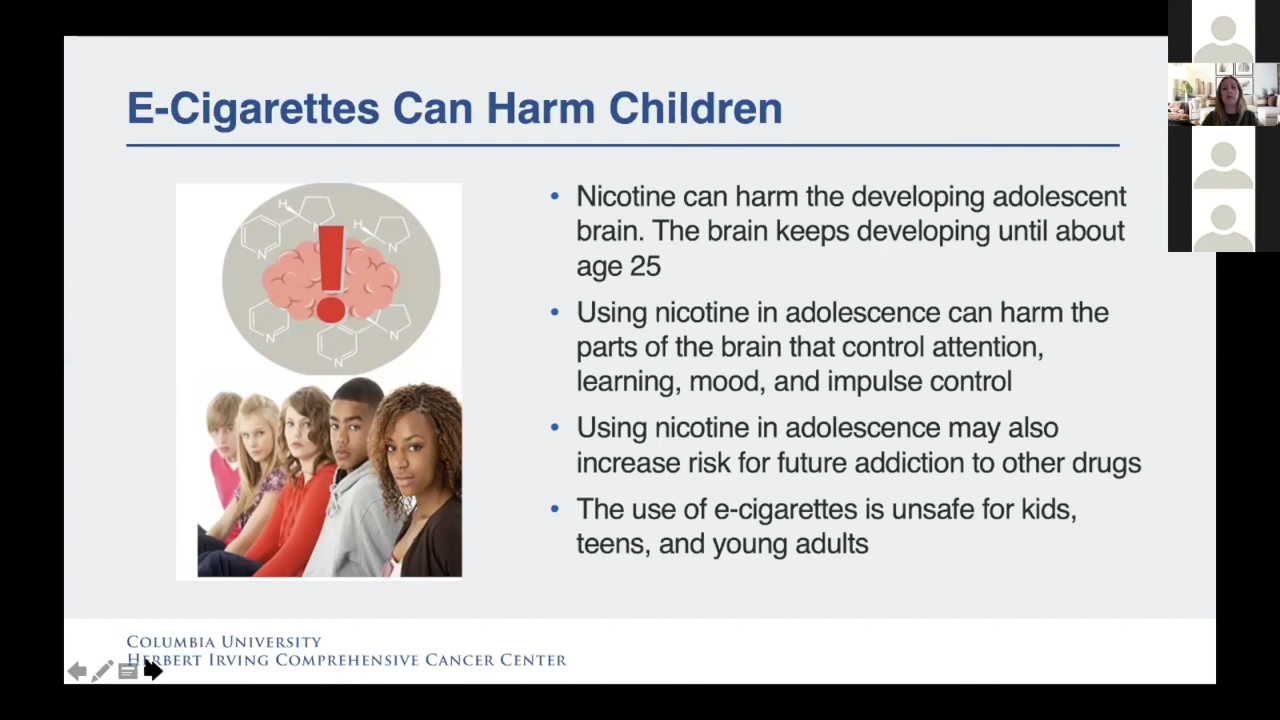 E-Cigarettes Can Harm Children
H
N
H
N
N
N
N
• Nicotine can harm the developing adolescent
brain. The brain keeps developing until about
age 25
• Using nicotine in adolescence can harm the
parts of the brain that control attention,
learning, mood, and impulse control
• Using nicotine in adolescence may also
increase risk for future addiction to other drugs
• The use of e-cigarettes is unsafe for kids,
teens, and young adults
COLUMBIA UNIVERSITY
HERBERT IRVING COMPREHENSIVE CANCER CENTER